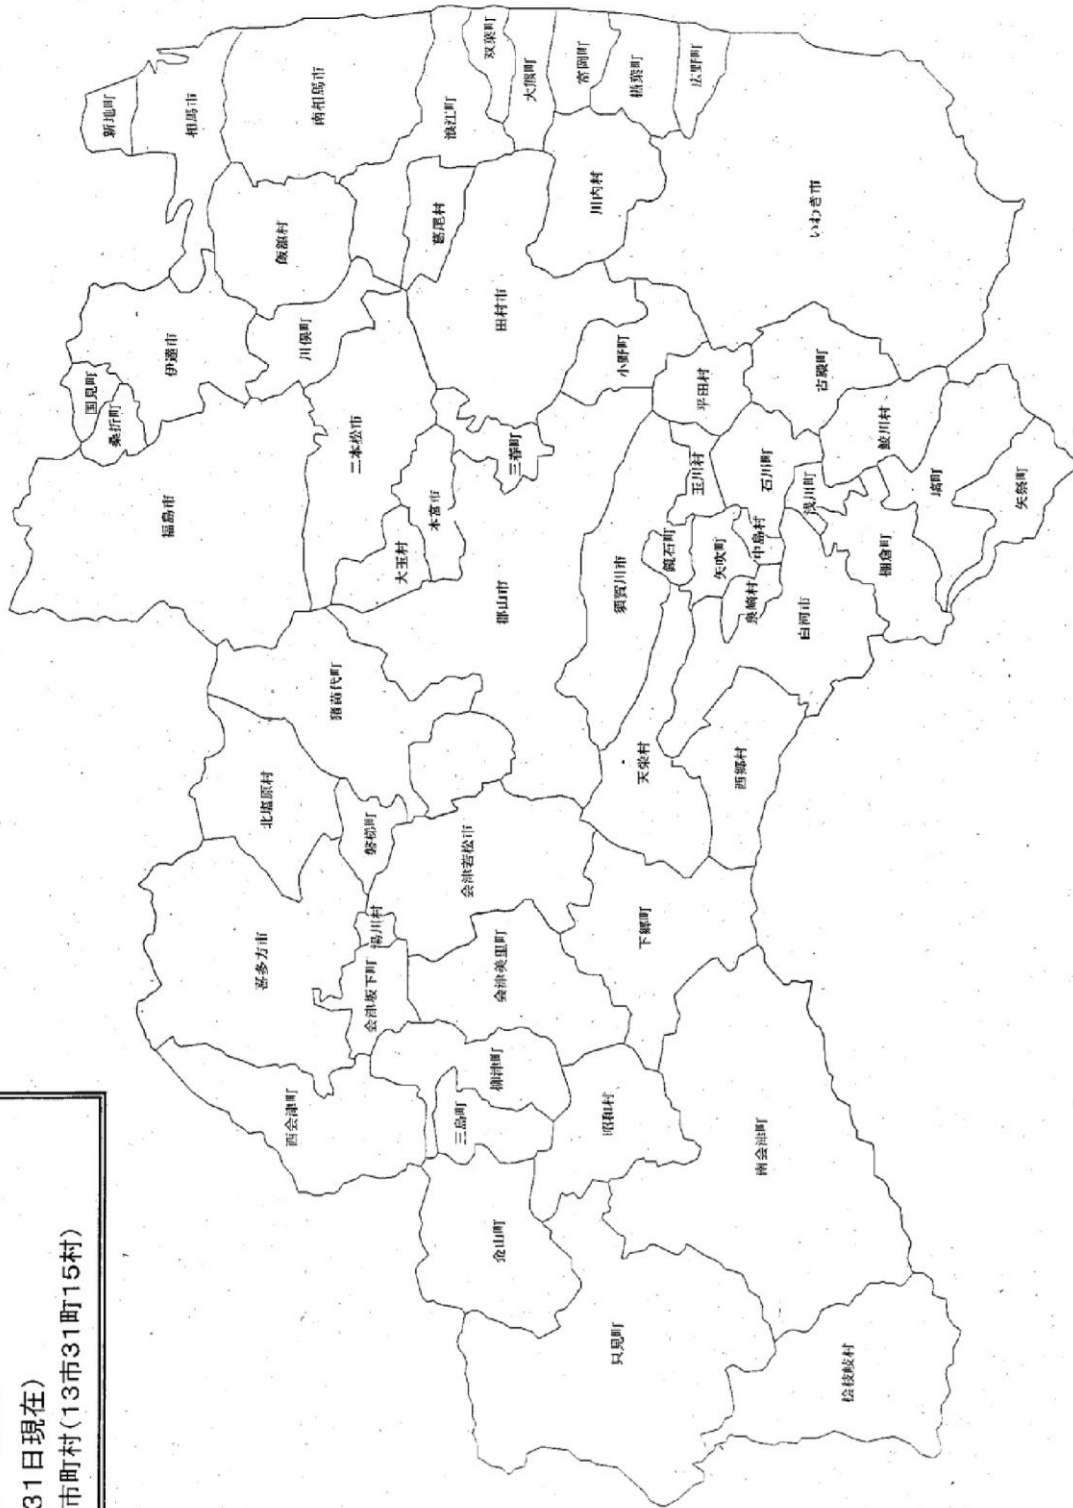 31日現在）
市町村（13市31町15村）
新地町
相馬市
南相馬市
浪江町
双葉町
大熊町
富岡町
楢葉町
広野町
国見町
桑折町
伊達市
飯舘村
川俣町
葛尾村
川内村
いわき市
福島市
二本松市
大玉村
本宮市
三春町
田村市
小野町
平田村
古殿町
郡山市
須賀川市
鏡石町
玉川村
石川町
矢吹町
中島村
浅川町
鮫川村
塙町
矢祭町
棚倉町
泉崎村
白河市
西郷村
天栄村
猪苗代町
北塩原村
磐梯町
会津若松市
喜多方市
湯川村
会津坂下町
会津美里町
下郷町
西会津町
柳津町
三島町
昭和村
金山町
只見町
南会津町
桧枝岐村